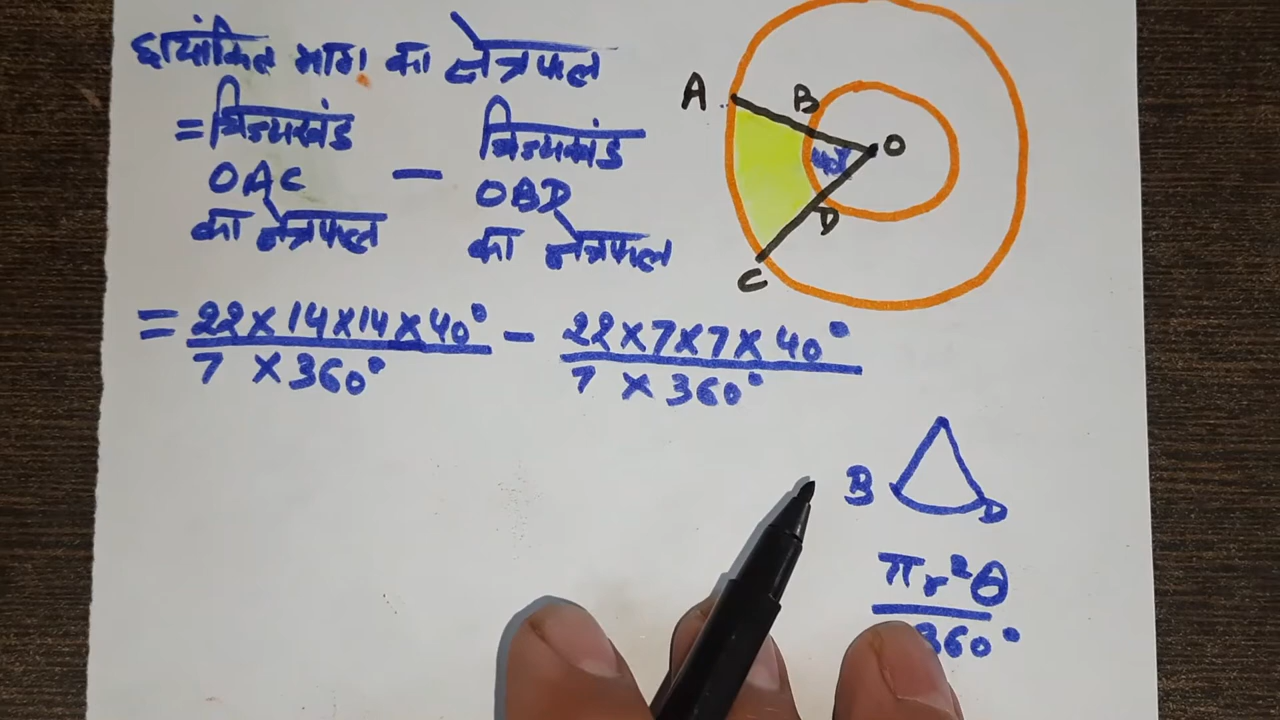 छायांकित भाग का क्षेत्रफल
= त्रिज्यखंड OAC का क्षेत्रफल − त्रिज्यखंड OBD का क्षेत्रफल
= 22×14×14×40° / 7 ×360° − 22×7×7×40° / 7 × 360°
A
B
O
40°
D
C
B
D
πr²θ
360°